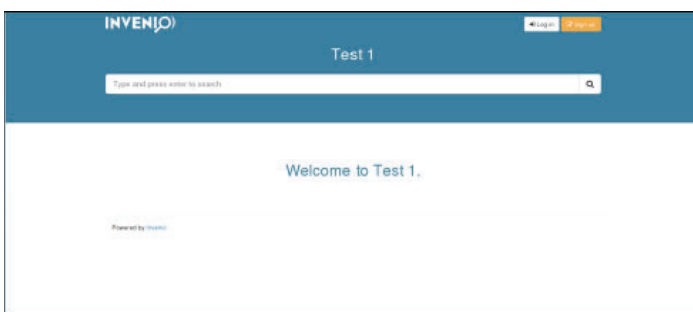 INVENIO
Log in
Sign up
Test 1
Type and press enter to search
Welcome to Test 1.
Powered by Invenio